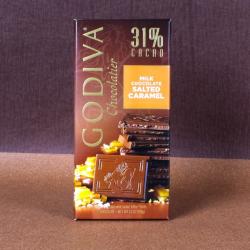 GODIVA
Chocolatier
31%
CACAO
MILK
CHOCOLATE
SALTED
CARAMEL